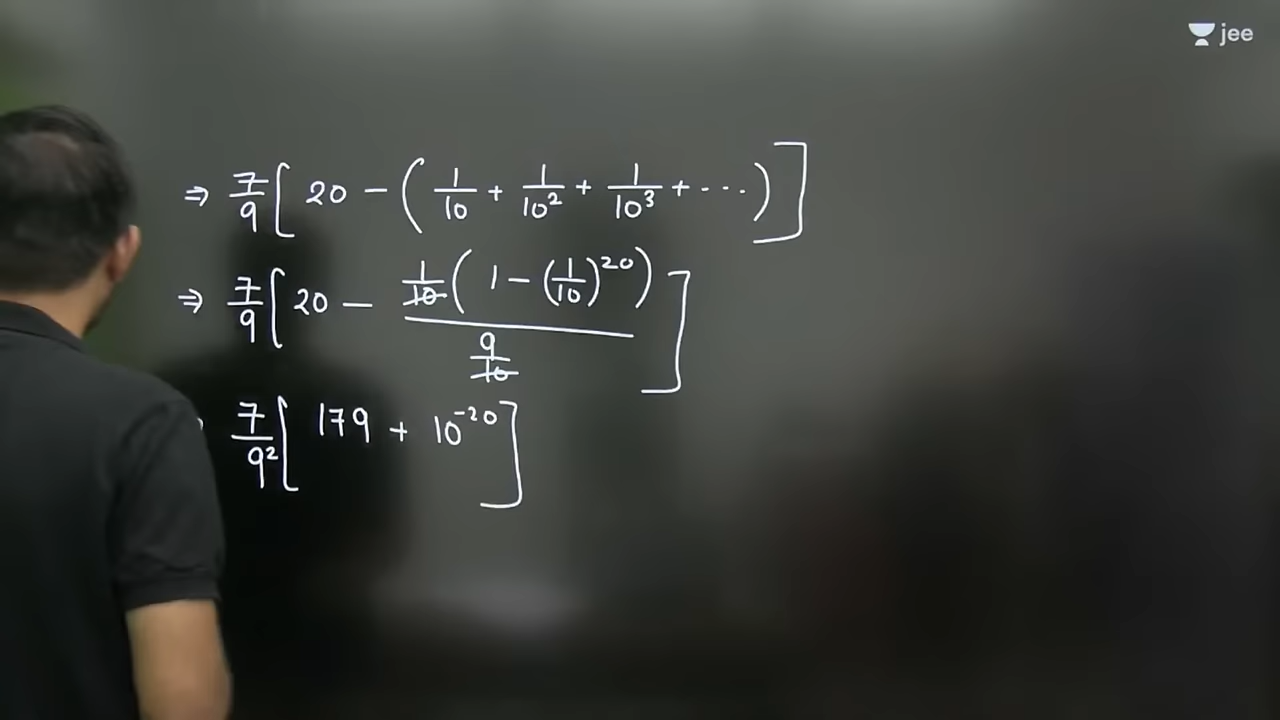 jee
⇒ 7/9 [ 20 − ( 1/10 + 1/10² + 1/10³ + ··· ) ]
⇒ 7/9 [ 20 − (1/10 ( 1 − (1/10)²⁰ )) / (9/10) ]
7/9² [ 179 + 10⁻²⁰ ]